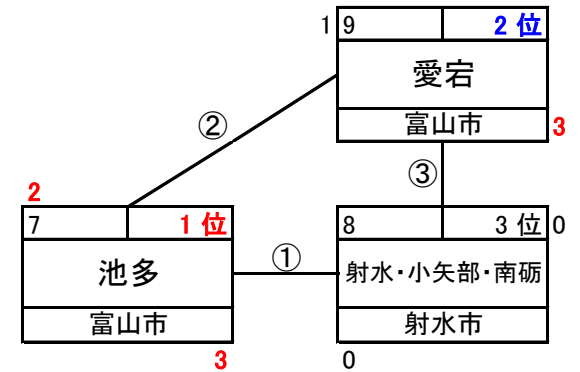 1 9 2 位
愛宕
富山市 3
②
③
2
7 1 位
8 3 位 0
池多
①
射水・小矢部・南砺
富山市
射水市
3
0